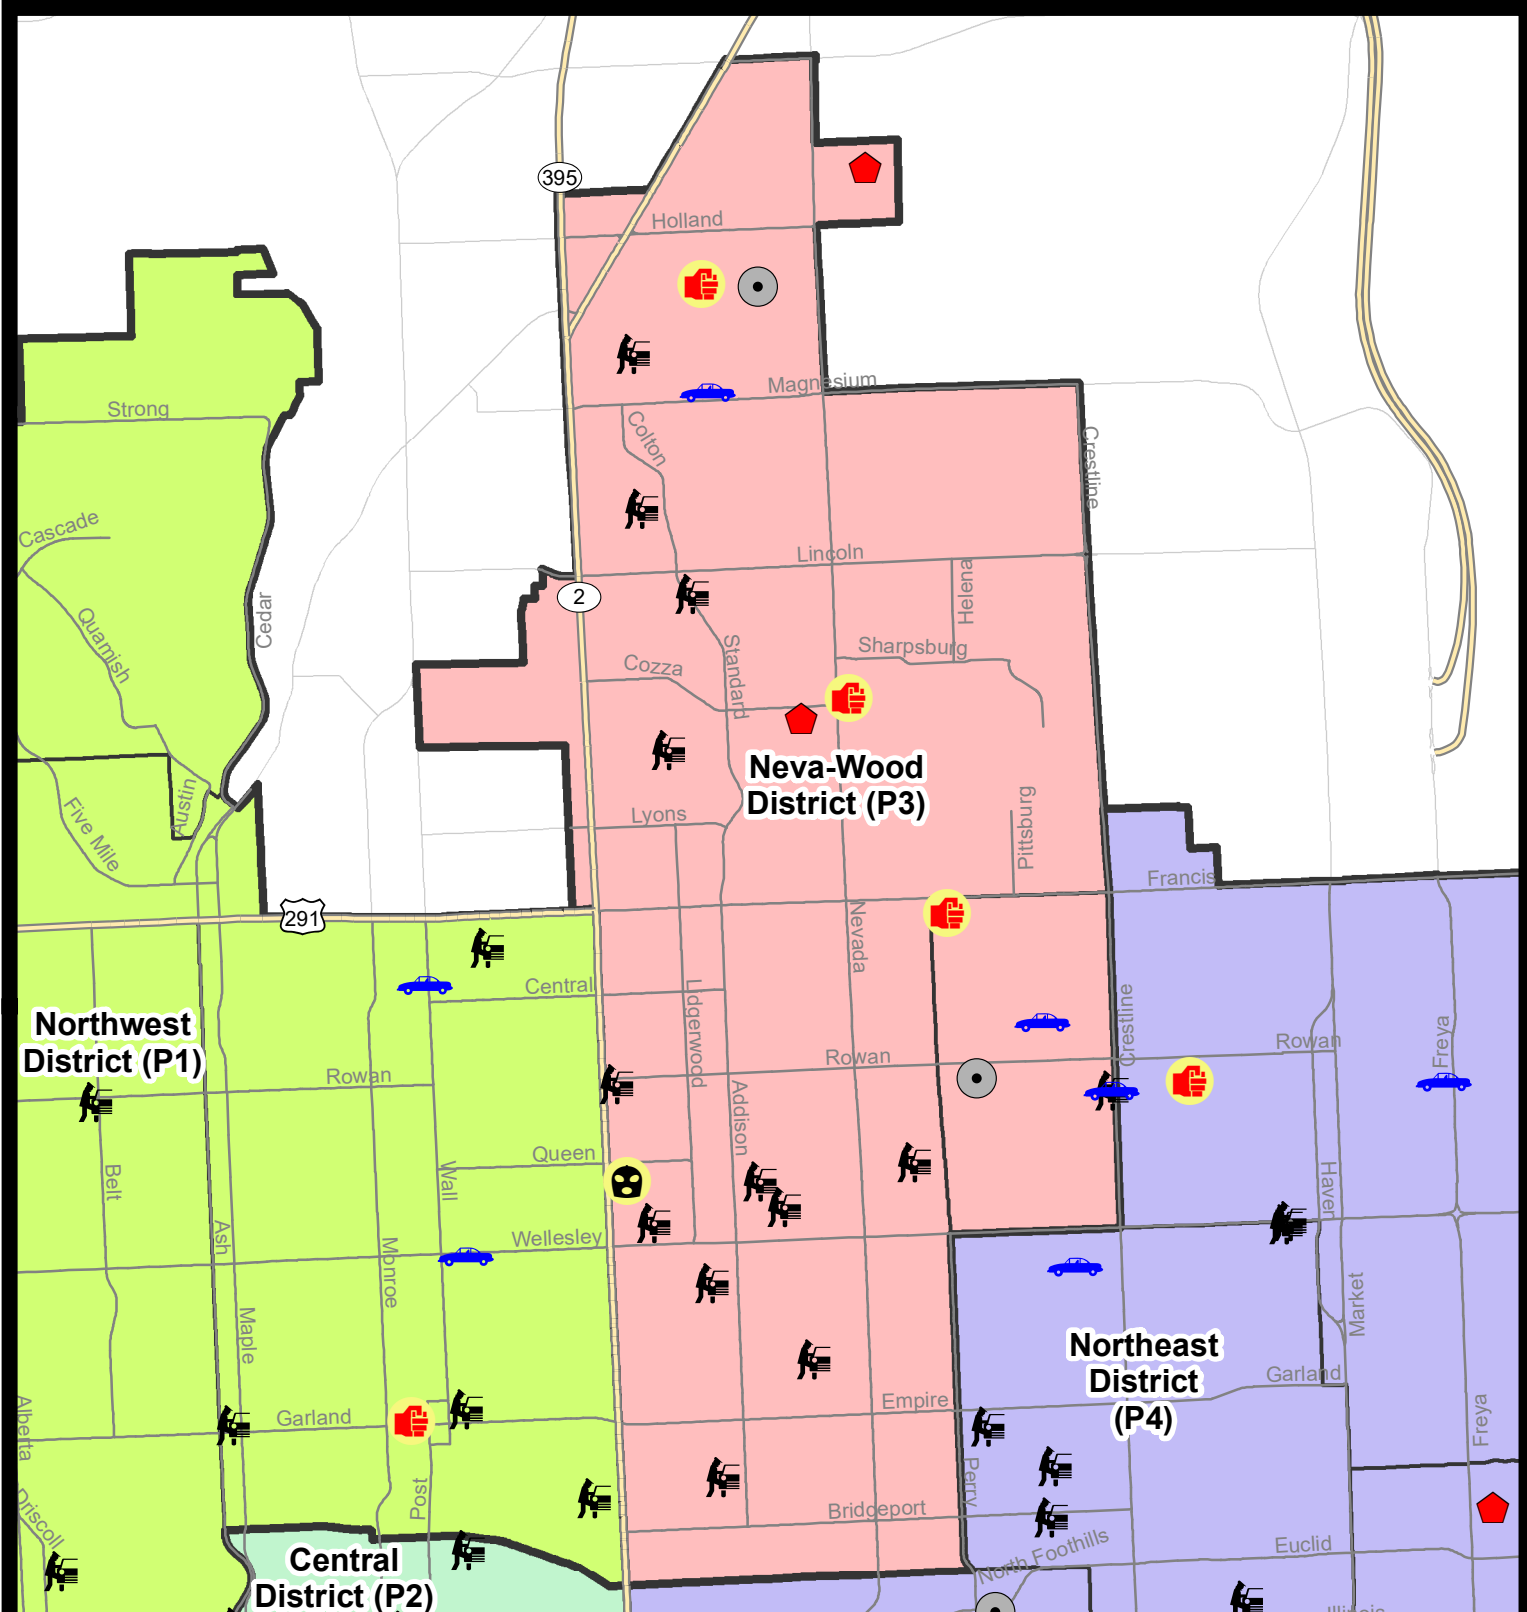 395
Holland
Magnesium
Colton
Strong
Crestline
Cascade
Lincoln
Helena
2
Cedar
Quamish
Standard
Sharpsburg
Cozza
Neva-Wood
District (P3)
Austin
Five Mile
Lyons
Pittsburg
Francis
291
Nevada
Central
Lidgerwood
Northwest
District (P1)
Crestline
Freya
Rowan
Rowan
Rowan
Addison
Queen
Belt
Wall
Haven
Ash
Wellesley
Monroe
Market
Maple
Northeast
District
(P4)
Garland
Empire
Alberta
Garland
Freya
Perry
Post
Bridgeport
Driscoll
North Foothills
Euclid
Central
District (P2)
Illinois